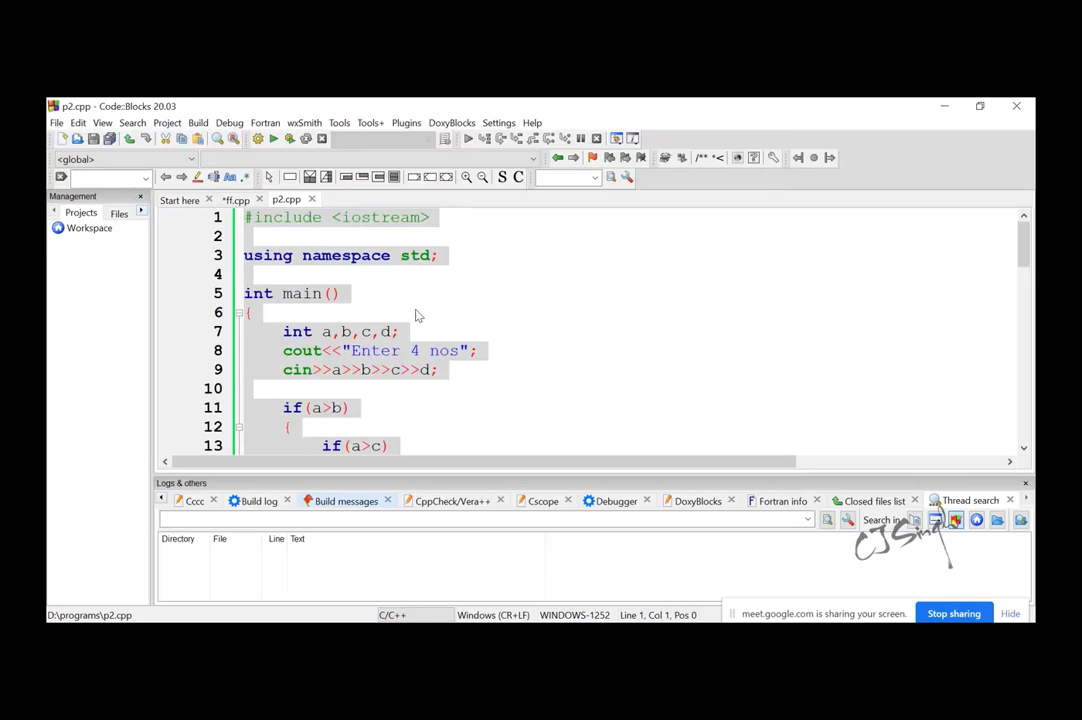 p2.cpp - Code::Blocks 20.03
File Edit View Search Project Build Debug Fortran wxSmith Tools Tools+ Plugins DoxyBlocks Settings Help
<global>
/** *<
Aa .* S C
Management
Projects Files
Workspace
Start here *ff.cpp p2.cpp
1 #include <iostream>
2
3 using namespace std;
4
5 int main()
6 {
7 int a,b,c,d;
8 cout<<"Enter 4 nos";
9 cin>>a>>b>>c>>d;
10
11 if(a>b)
12 {
13 if(a>c)
Logs & others
Cccc Build log Build messages CppCheck/Vera++ Cscope Debugger DoxyBlocks Fortran info Closed files list Thread search
Search in
Directory File Line Text
CJSingh
D:\programs\p2.cpp C/C++ Windows (CR+LF) WINDOWS-1252 Line 1, Col 1, Pos 0
meet.google.com is sharing your screen. Stop sharing Hide